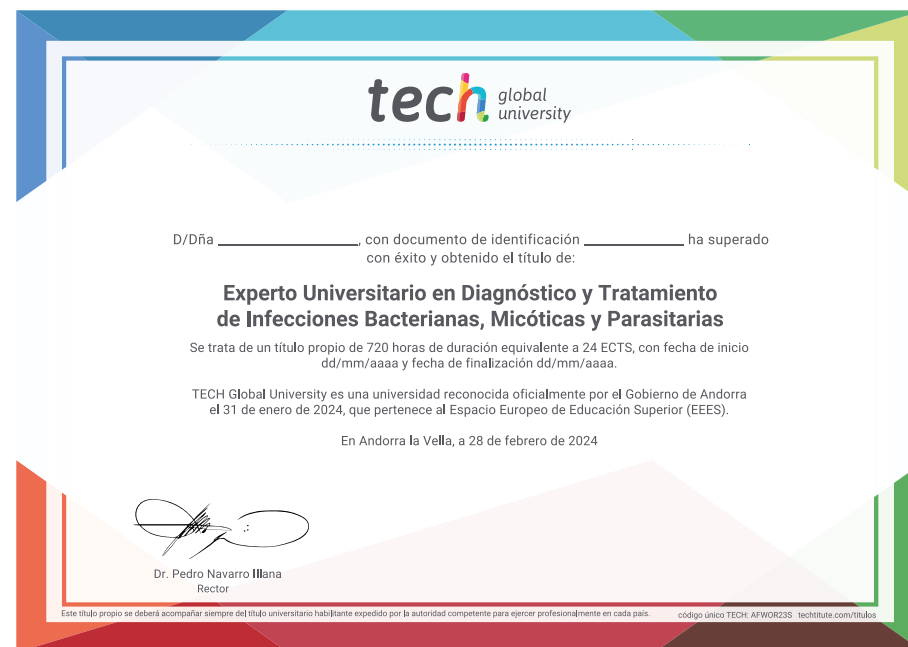 tech global university
D/Dña ____________________, con documento de identificación ______________ ha superado
con éxito y obtenido el título de:
Experto Universitario en Diagnóstico y Tratamiento
de Infecciones Bacterianas, Micóticas y Parasitarias
Se trata de un título propio de 720 horas de duración equivalente a 24 ECTS, con fecha de inicio
dd/mm/aaaa y fecha de finalización dd/mm/aaaa.
TECH Global University es una universidad reconocida oficialmente por el Gobierno de Andorra
el 31 de enero de 2024, que pertenece al Espacio Europeo de Educación Superior (EEES).
En Andorra la Vella, a 28 de febrero de 2024
Dr. Pedro Navarro Illana
Rector
Este título propio se deberá acompañar siempre del título universitario habilitante expedido por la autoridad competente para ejercer profesionalmente en cada país. código único TECH: AFWOR23S techtitute.com/titulos